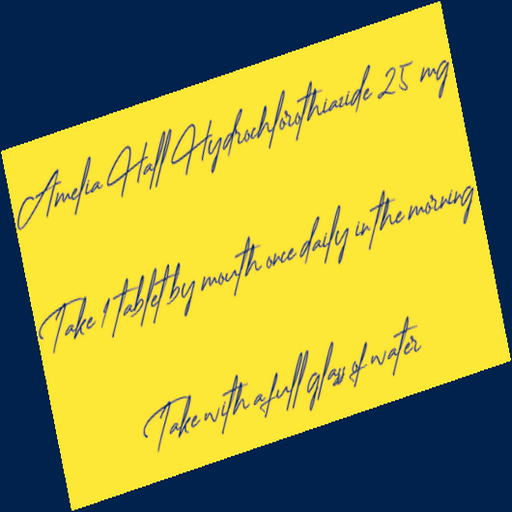 Amelia Hall Hydrochlorothiazide 25 mg
Take 1 tablet by mouth once daily in the morning
Take with a full glass of water